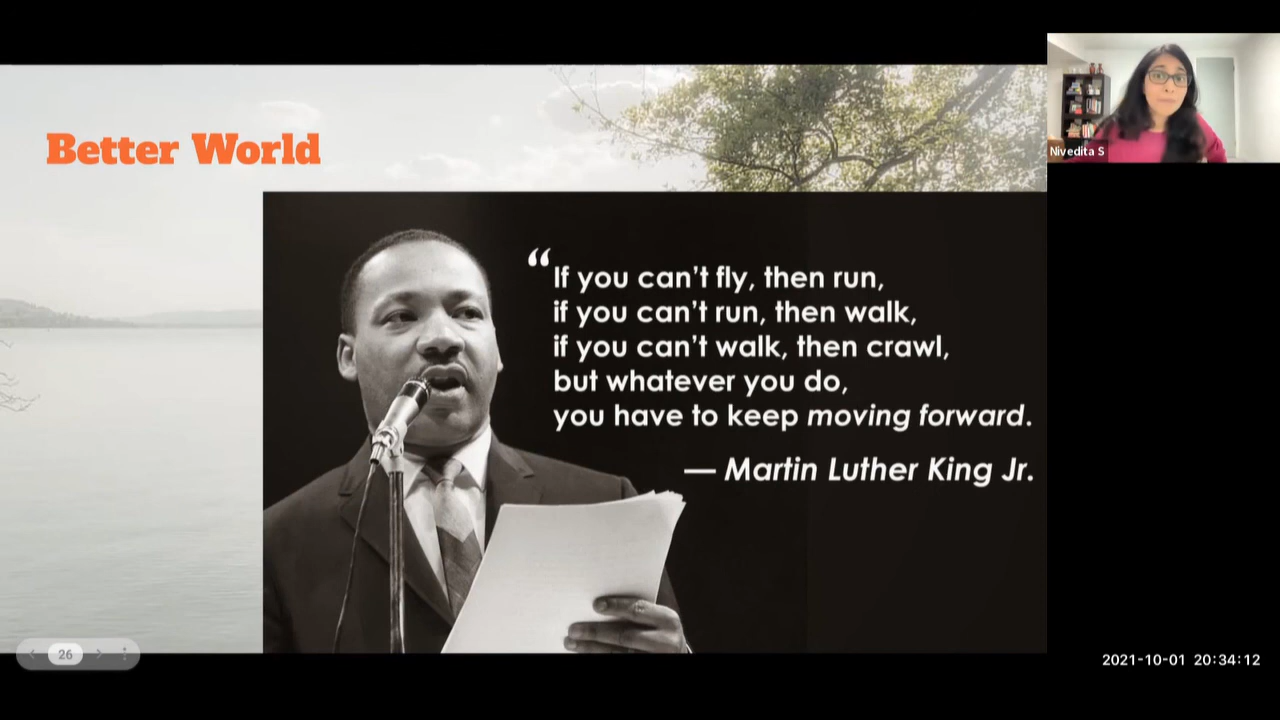 Better World
“If you can't fly, then run,
if you can't run, then walk,
if you can't walk, then crawl,
but whatever you do,
you have to keep moving forward.
— Martin Luther King Jr.
Nivedita S
26
2021-10-01 20:34:12